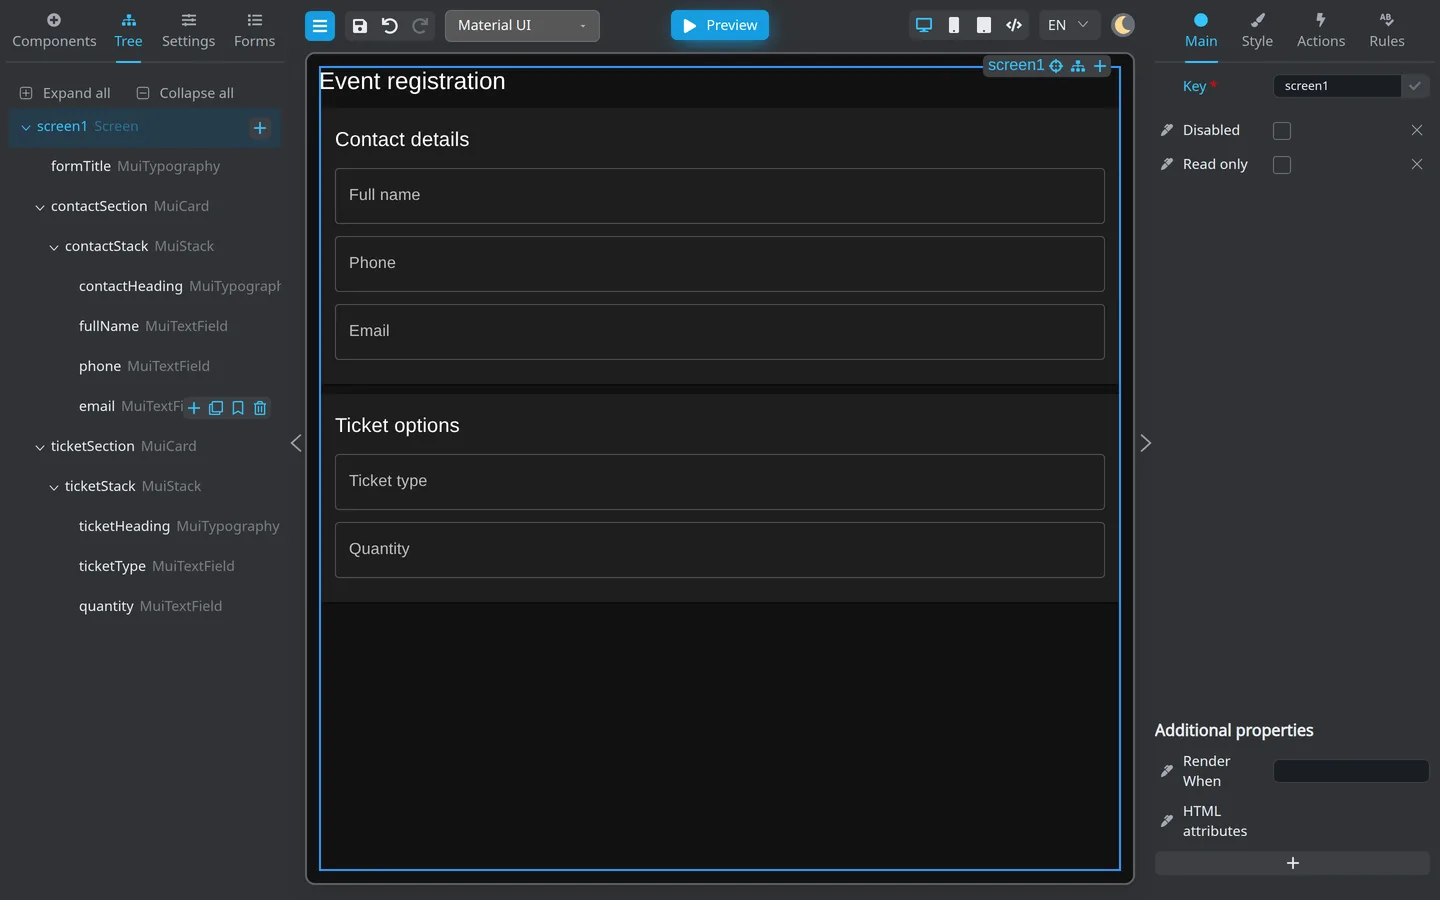 Components
Tree
Settings
Forms
Material UI
Preview
EN
Main
Style
Actions
Rules
Expand all
Collapse all
screen1 Screen
formTitle MuiTypography
contactSection MuiCard
contactStack MuiStack
contactHeading MuiTypograph
fullName MuiTextField
phone MuiTextField
email MuiTextFi
ticketSection MuiCard
ticketStack MuiStack
ticketHeading MuiTypography
ticketType MuiTextField
quantity MuiTextField
screen1
Event registration
Contact details
Full name
Phone
Email
Ticket options
Ticket type
Quantity
Key * screen1
Disabled
Read only
Additional properties
Render
When
HTML
attributes